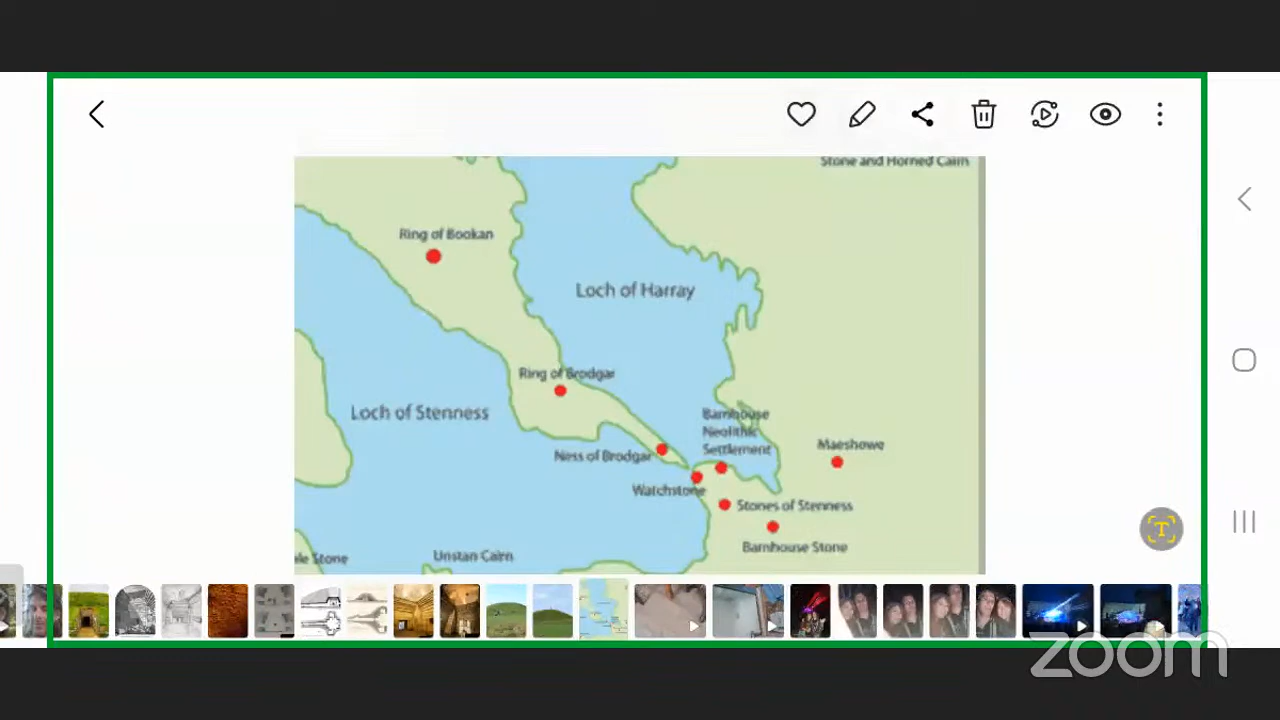 Stone and Horned Cairn
Ring of Bookan
Loch of Harray
Ring of Brodgar
Loch of Stenness
Barnhouse
Neolithic
Settlement
Maeshowe
Ness of Brodgar
Watchstone
Stones of Stenness
Barnhouse Stone
Unstan Cairn
le Stone
T
zoom